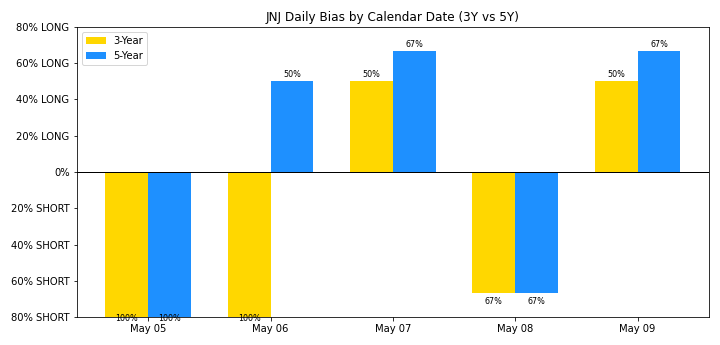 JNJ Daily Bias by Calendar Date (3Y vs 5Y)
80% LONG
60% LONG
40% LONG
20% LONG
0%
20% SHORT
40% SHORT
60% SHORT
80% SHORT
3-Year
5-Year
100%
100%
100%
50%
50%
67%
67%
67%
50%
67%
May 05
May 06
May 07
May 08
May 09